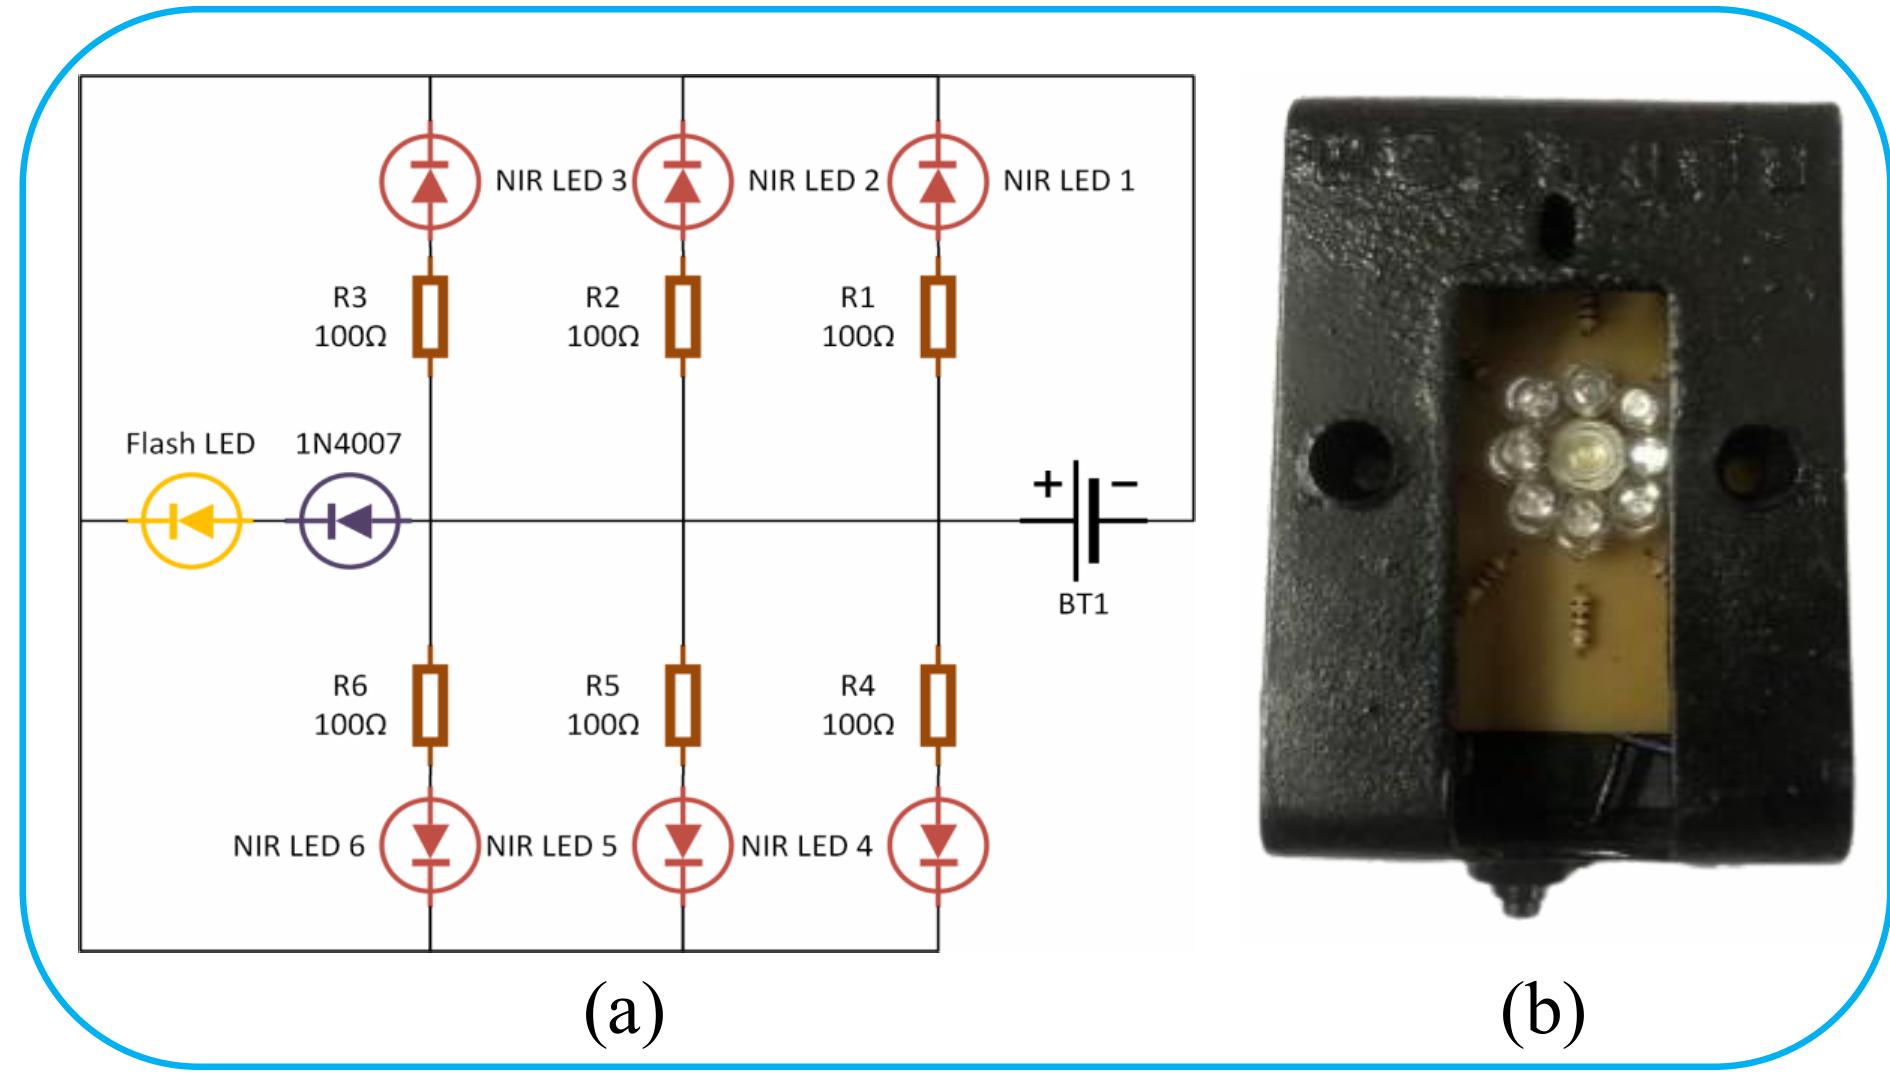 NIR LED 3
NIR LED 2
NIR LED 1
R3
100Ω
R2
100Ω
R1
100Ω
Flash LED
1N4007
+
−
BT1
R6
100Ω
R5
100Ω
R4
100Ω
NIR LED 6
NIR LED 5
NIR LED 4
(a)
(b)